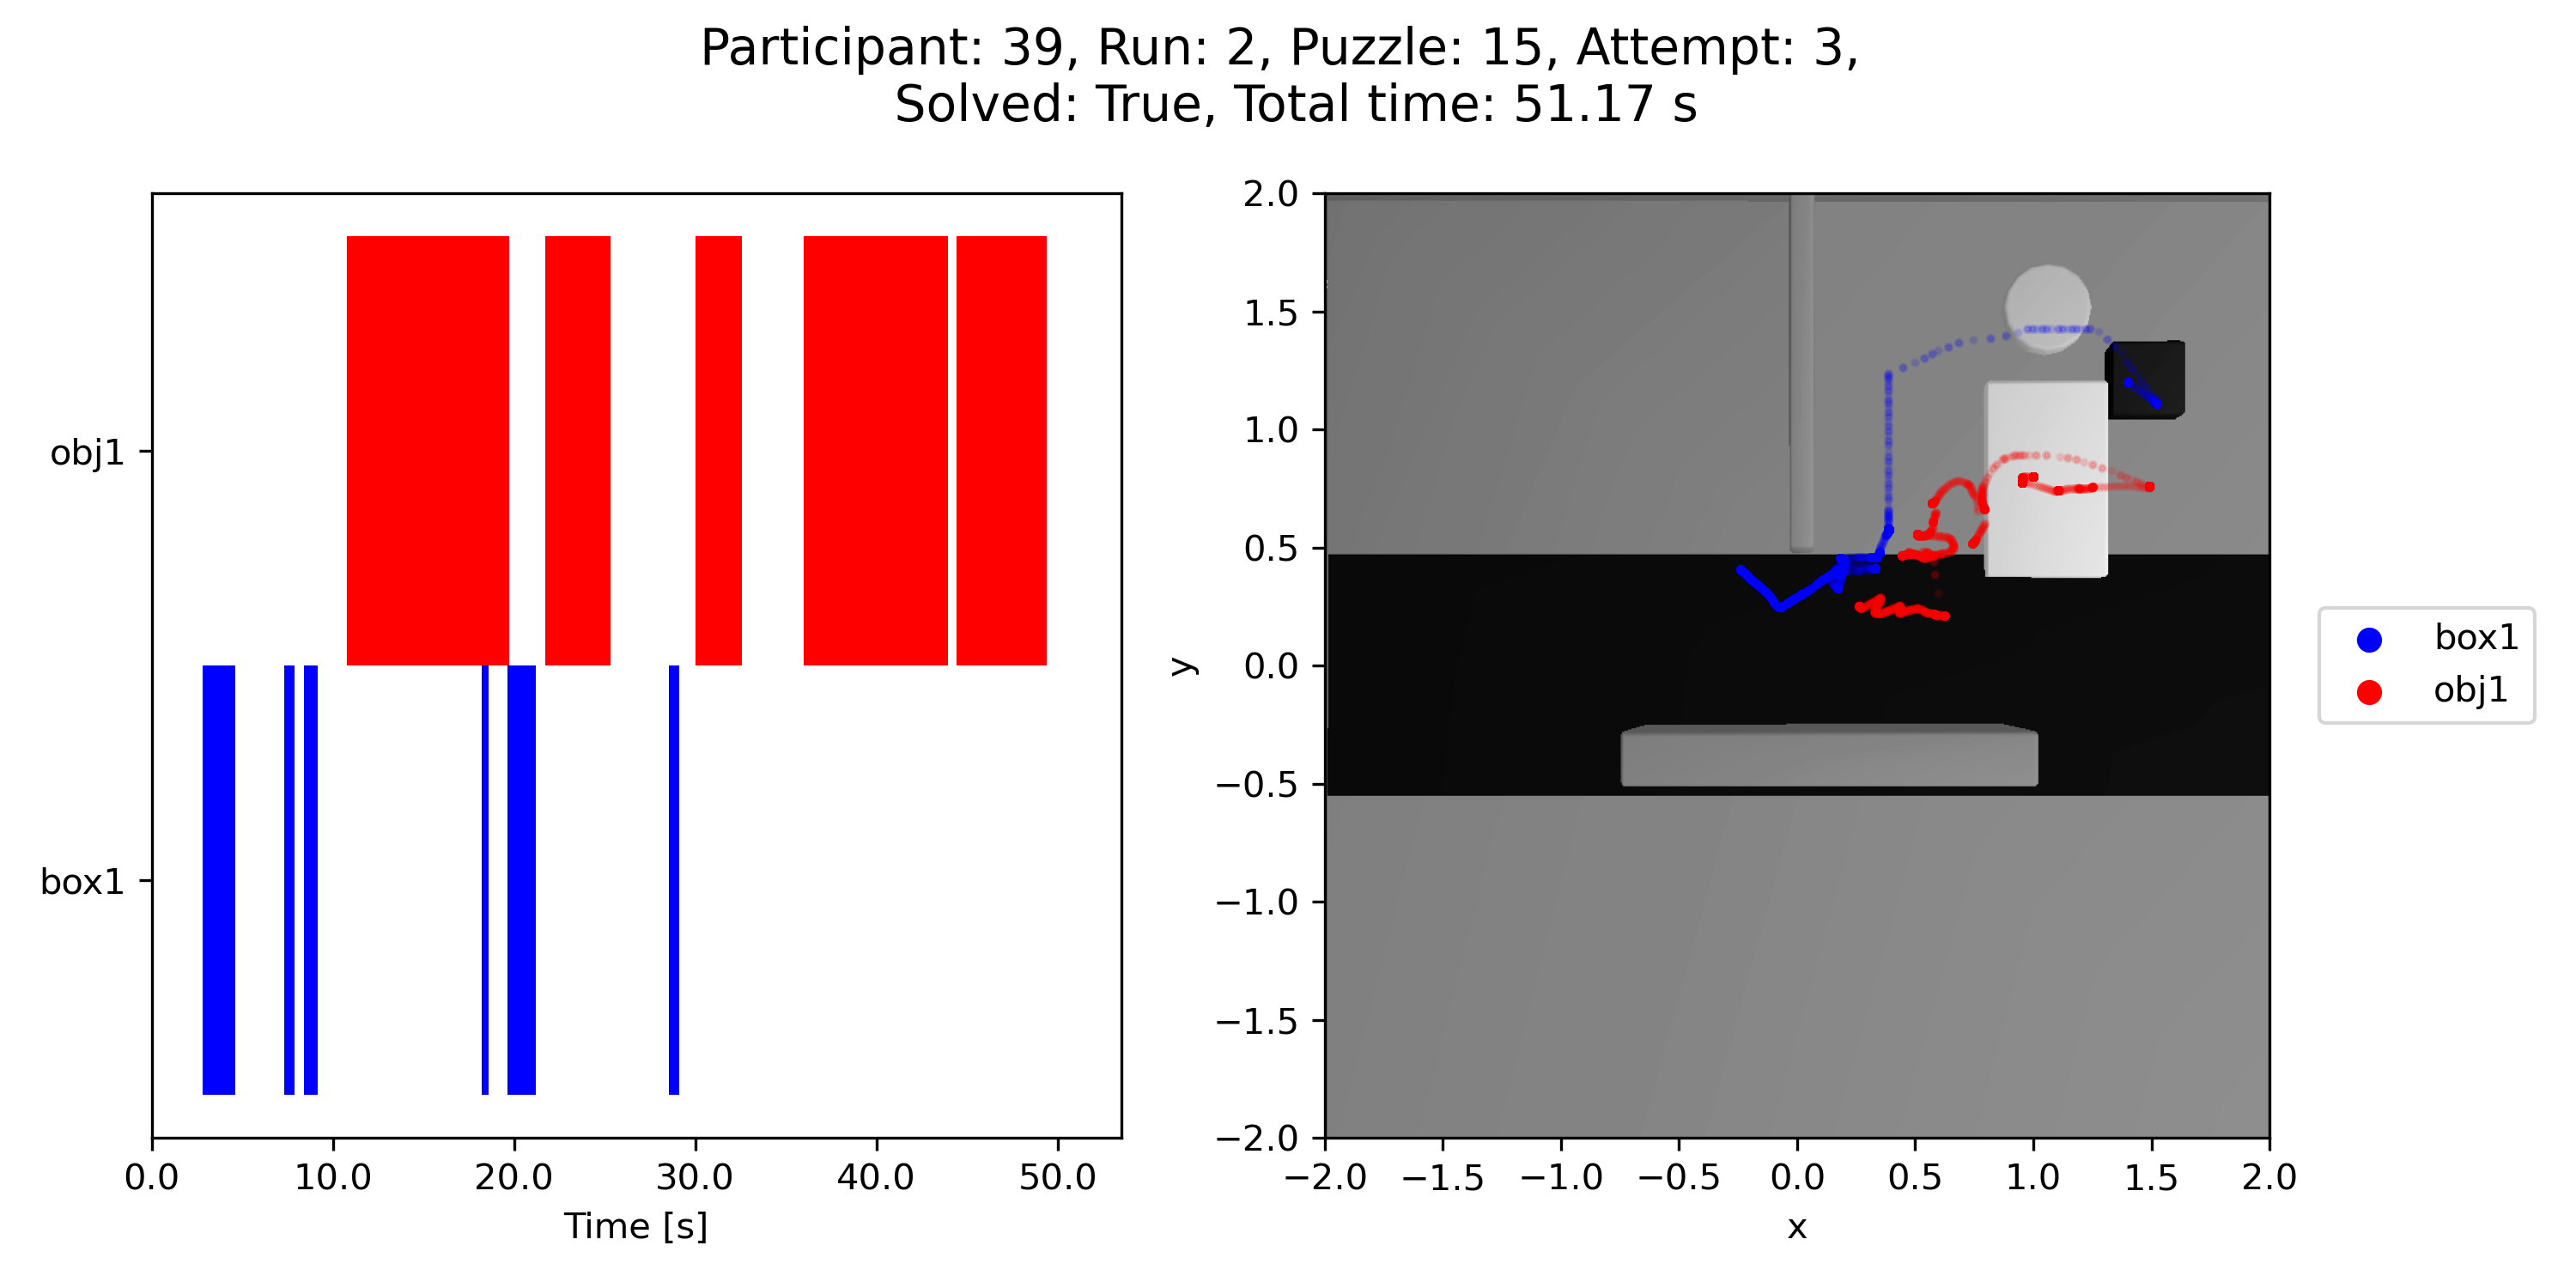 Participant: 39, Run: 2, Puzzle: 15, Attempt: 3,
Solved: True, Total time: 51.17 s
obj1
box1
0.0 10.0 20.0 30.0 40.0 50.0
Time [s]
2.0
1.5
1.0
0.5
0.0
−0.5
−1.0
−1.5
−2.0
y
−2.0 −1.5 −1.0 −0.5 0.0 0.5 1.0 1.5 2.0
x
box1
obj1